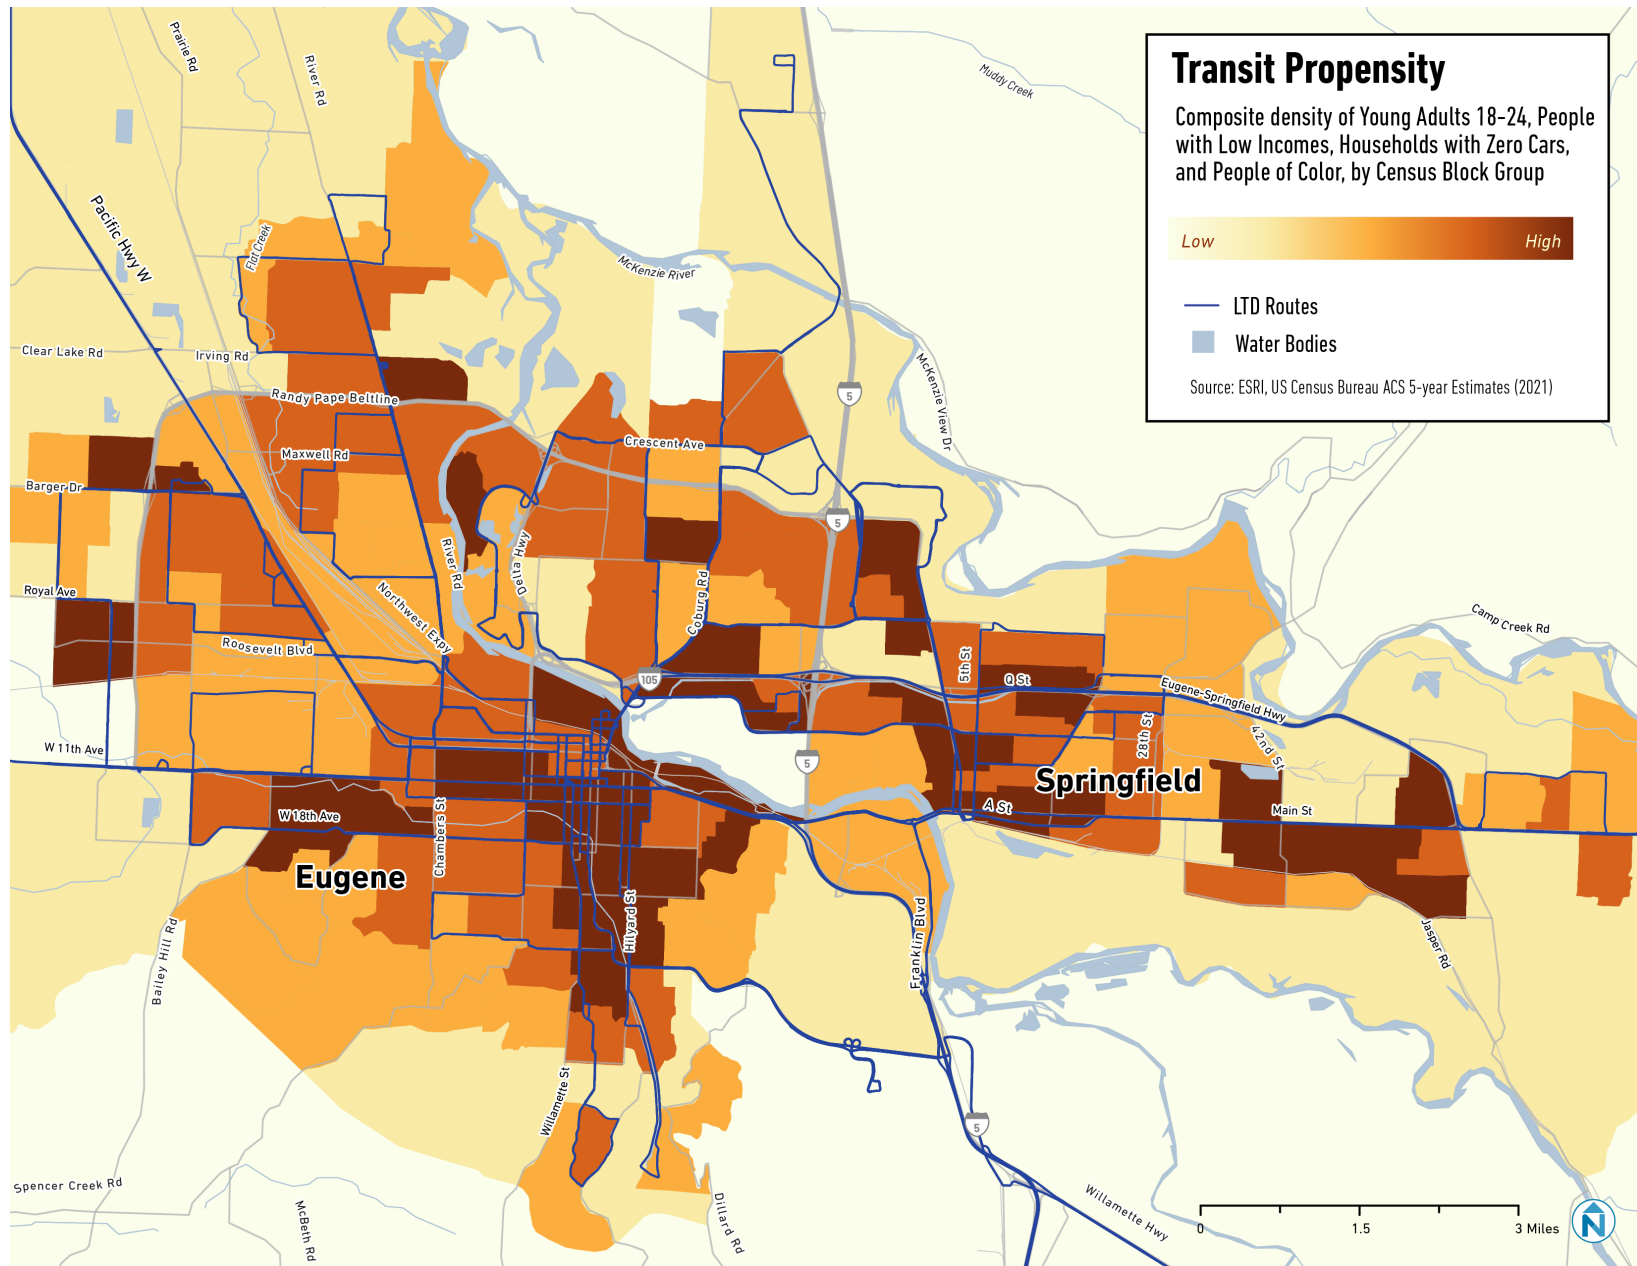 Transit Propensity
Composite density of Young Adults 18-24, People
with Low Incomes, Households with Zero Cars,
and People of Color, by Census Block Group
Low
High
LTD Routes
Water Bodies
Source: ESRI, US Census Bureau ACS 5-year Estimates (2021)
Prairie Rd
River Rd
Muddy Creek
Pacific Hwy W
Flat Creek
McKenzie River
Clear Lake Rd
Irving Rd
McKenzie View Dr
Randy Pape Beltline
5
Crescent Ave
Maxwell Rd
Barger Dr
5
River Rd
Delta Hwy
Royal Ave
Northwest Expy
Coburg Rd
Camp Creek Rd
Roosevelt Blvd
5th St
105
Q St
Eugene-Springfield Hwy
28th St
42nd St
W 11th Ave
5
Springfield
A St
Main St
W 18th Ave
Chambers St
Eugene
Hilyard St
Franklin Blvd
Bailey Hill Rd
Jasper Rd
Willamette St
5
Spencer Creek Rd
McBeth Rd
Dillard Rd
Willamette Hwy
0
1.5
3 Miles
N